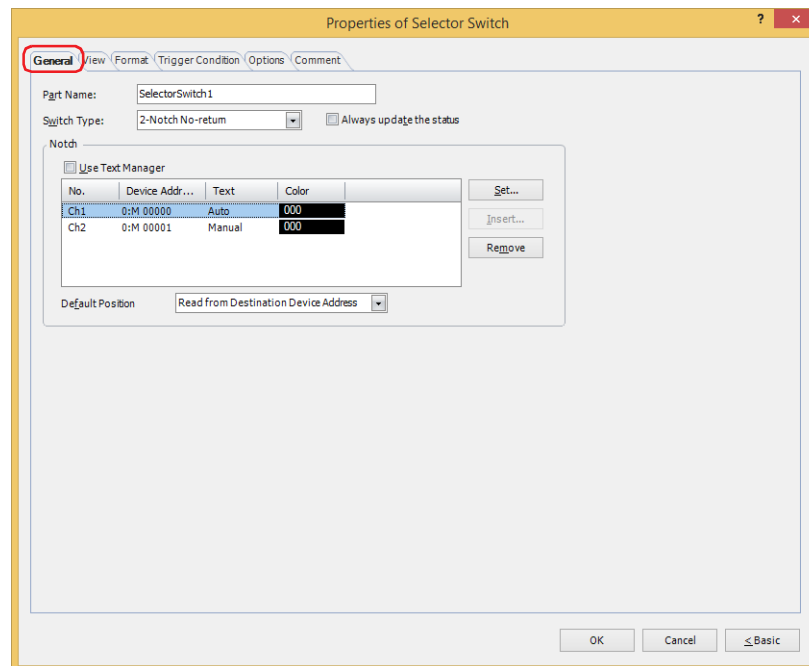 Properties of Selector Switch ? ×
General View Format Trigger Condition Options Comment
Part Name: SelectorSwitch1
Switch Type: 2-Notch No-return Always update the status
Notch
Use Text Manager
No. Device Addr... Text Color Set...
Ch1 0:M 00000 Auto 000
Insert...
Ch2 0:M 00001 Manual 000
Remove
Default Position Read from Destination Device Address
OK Cancel < Basic